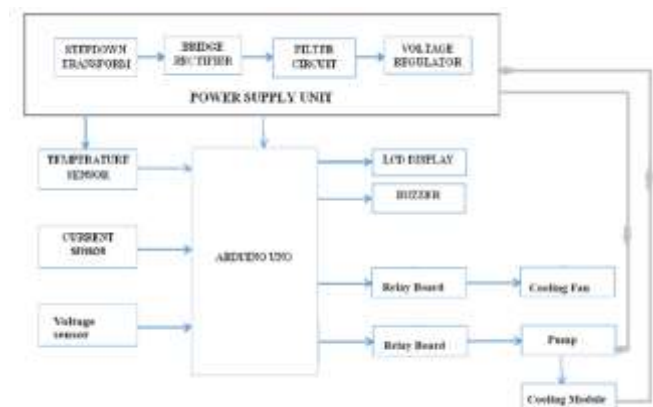 STEPDOWN
TRANSFORM
BRIDGE
RECTIFIER
FILTER
CIRCUIT
VOLTAGE
REGULATOR
POWER SUPPLY UNIT
TEMPERATURE
SENSOR
LCD DISPLAY
BUZZER
CURRENT
SENSOR
ARDUINO UNO
Relay Board
Cooling Fan
Voltage
sensor
Relay Board
Pump
Cooling Module